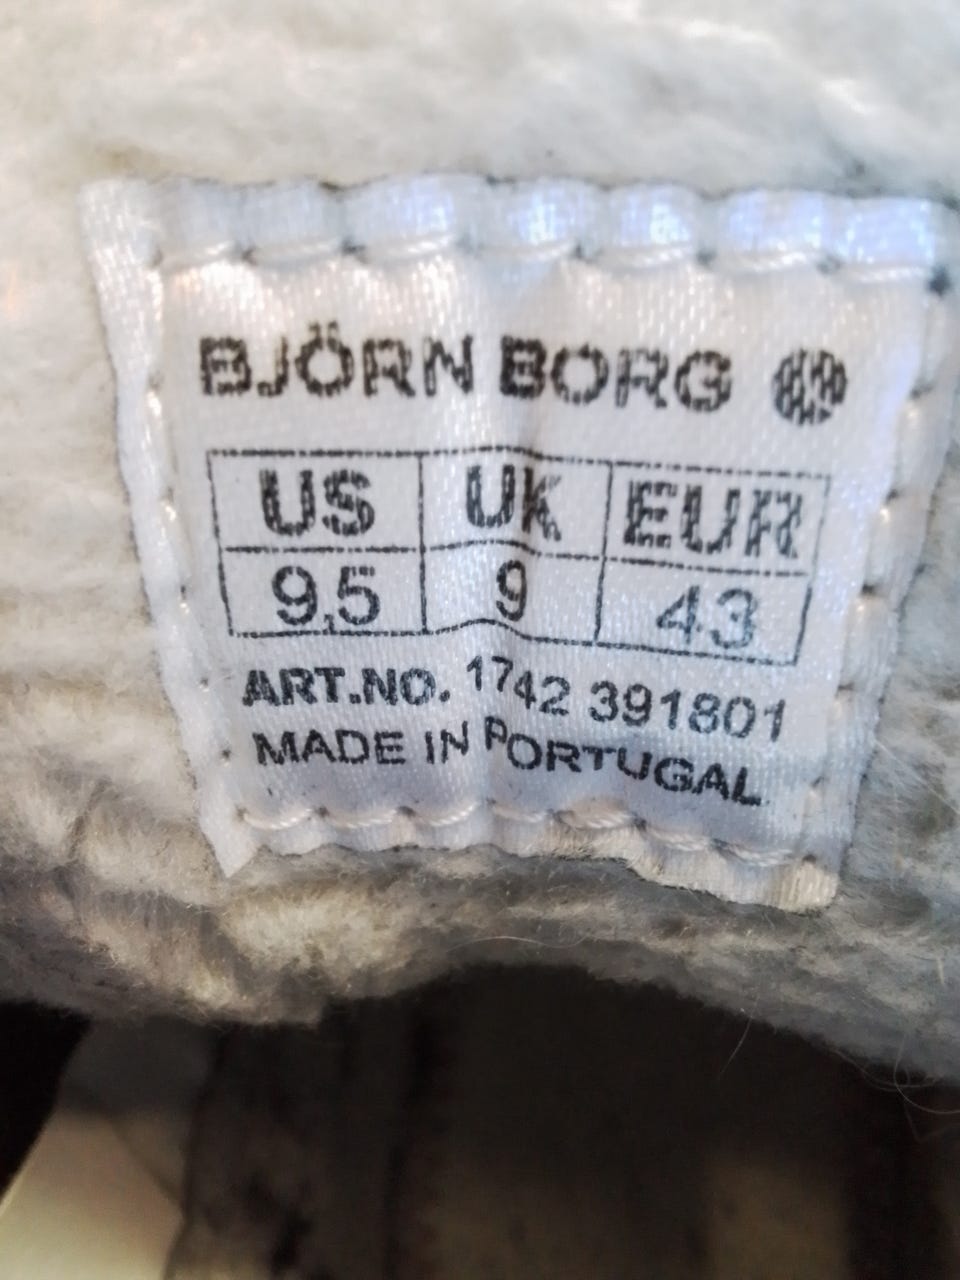 BJÖRN BORG
US UK EUR
9,5 9 43
ART.NO. 1742 391801
MADE IN PORTUGAL